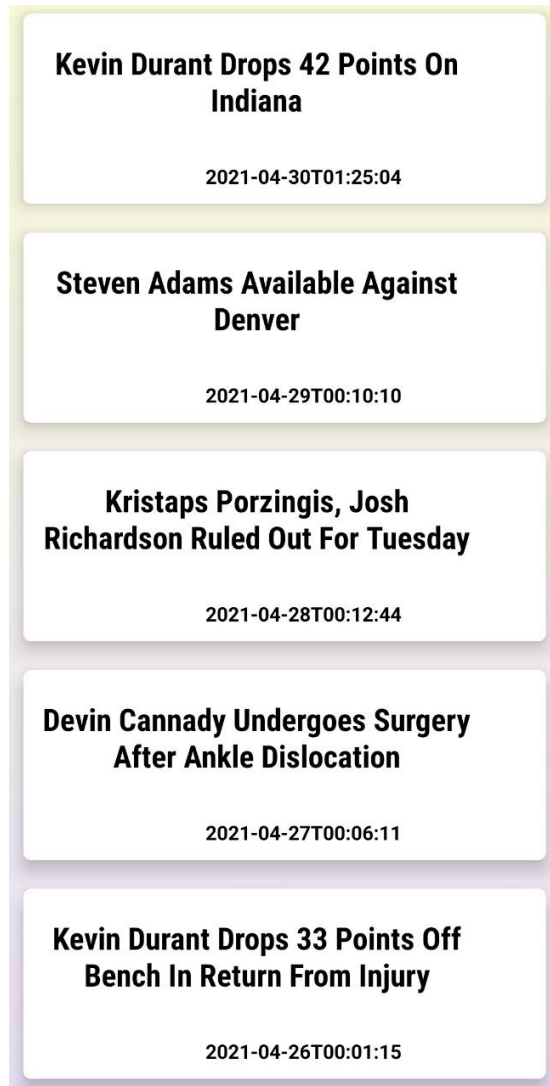 Kevin Durant Drops 42 Points On
Indiana
2021-04-30T01:25:04
Steven Adams Available Against
Denver
2021-04-29T00:10:10
Kristaps Porzingis, Josh
Richardson Ruled Out For Tuesday
2021-04-28T00:12:44
Devin Cannady Undergoes Surgery
After Ankle Dislocation
2021-04-27T00:06:11
Kevin Durant Drops 33 Points Off
Bench In Return From Injury
2021-04-26T00:01:15